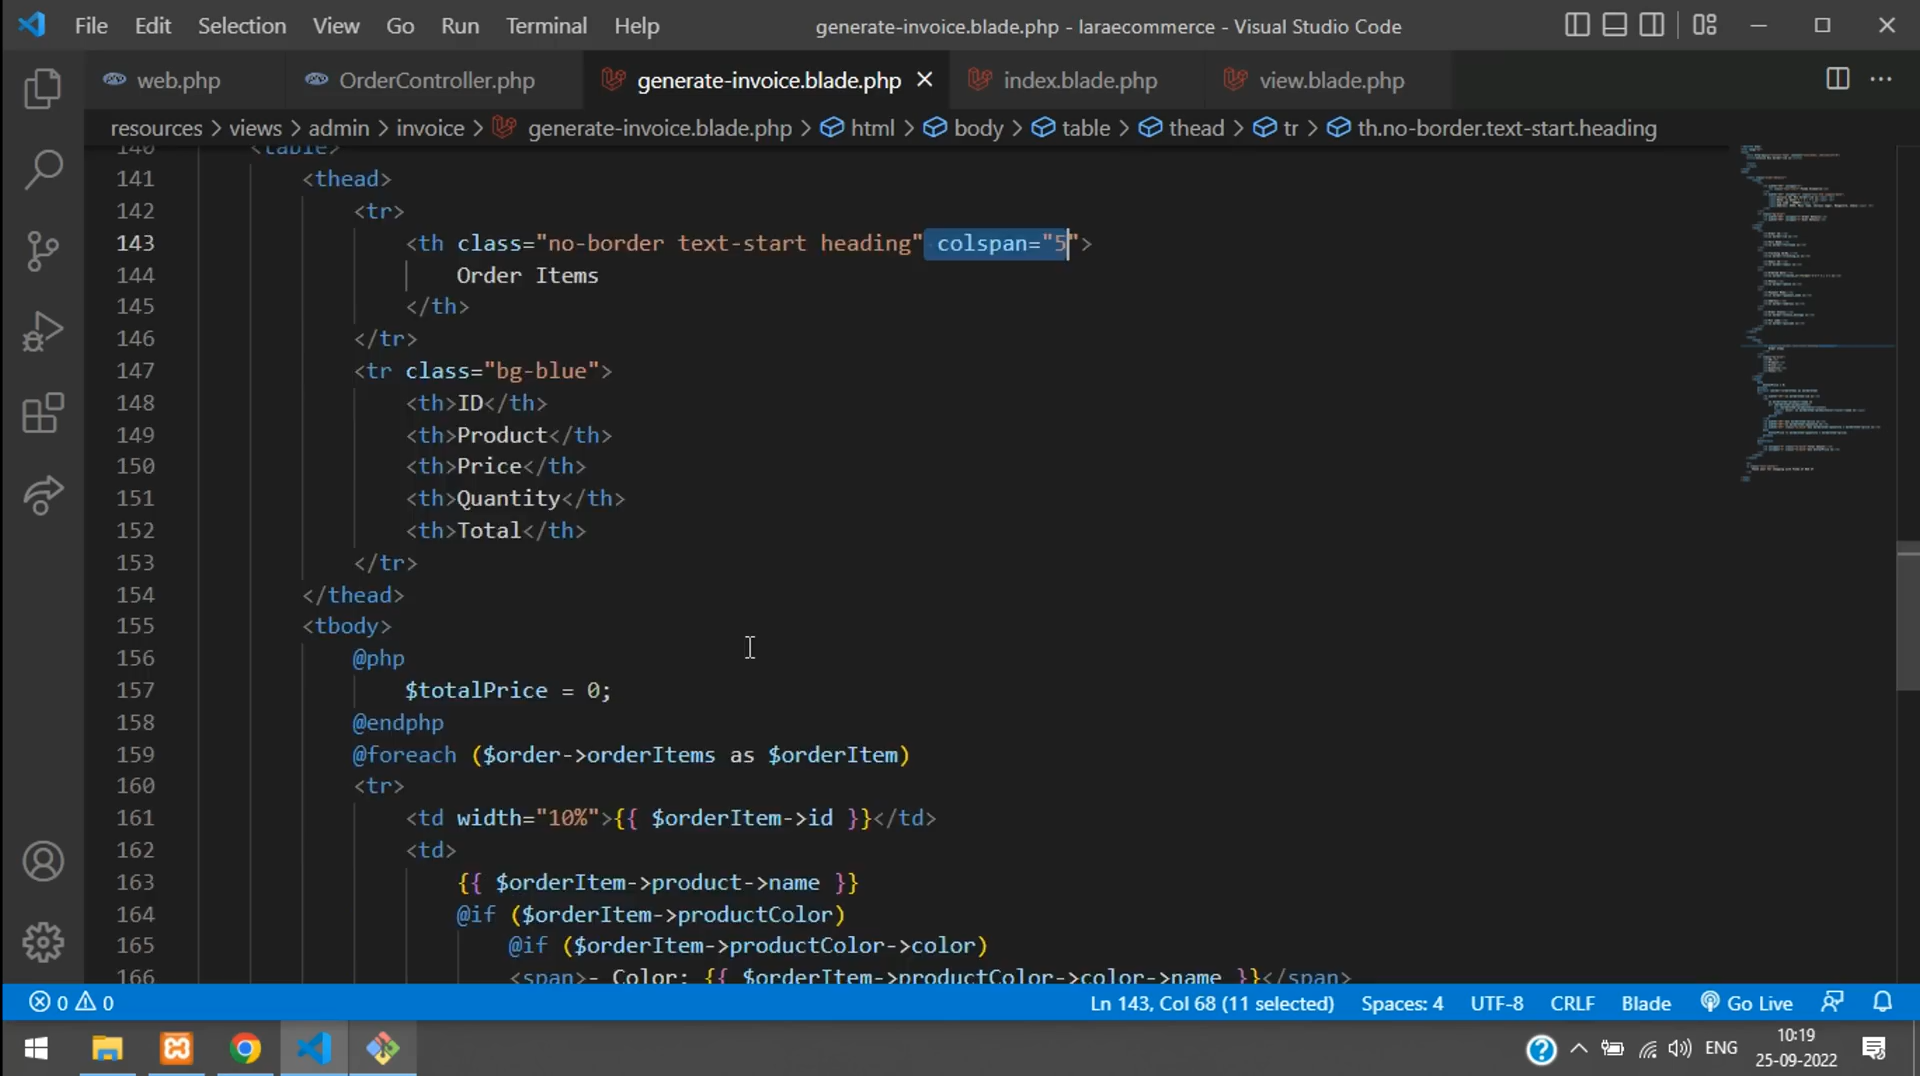 File Edit Selection View Go Run Terminal Help generate-invoice.blade.php - laraecommerce - Visual Studio Code
web.php OrderController.php generate-invoice.blade.php index.blade.php view.blade.php
resources > views > admin > invoice > generate-invoice.blade.php > html > body > table > thead > tr > th.no-border.text-start.heading
140 <table>
141 <thead>
142 <tr>
143 <th class="no-border text-start heading" colspan="5">
144 Order Items
145 </th>
146 </tr>
147 <tr class="bg-blue">
148 <th>ID</th>
149 <th>Product</th>
150 <th>Price</th>
151 <th>Quantity</th>
152 <th>Total</th>
153 </tr>
154 </thead>
155 <tbody>
156 @php
157 $totalPrice = 0;
158 @endphp
159 @foreach ($order->orderItems as $orderItem)
160 <tr>
161 <td width="10%">{{ $orderItem->id }}</td>
162 <td>
163 {{ $orderItem->product->name }}
164 @if ($orderItem->productColor)
165 @if ($orderItem->productColor->color)
166 <span>- Color: {{ $orderItem->productColor->color->name }}</span>
0 0 Ln 143, Col 68 (11 selected) Spaces: 4 UTF-8 CRLF Blade Go Live
ENG 10:19
25-09-2022